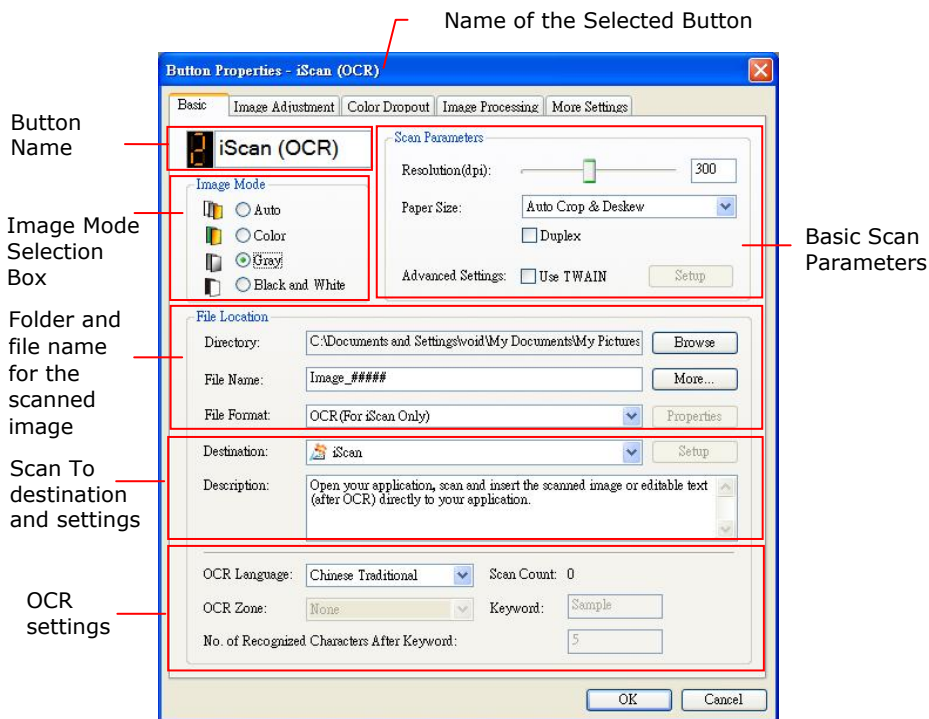 Name of the Selected Button
Button Properties - iScan (OCR)
Basic Image Adjustment Color Dropout Image Processing More Settings
Button
Name
2 iScan (OCR)
Scan Parameters
Resolution(dpi): 300
Paper Size: Auto Crop & Deskew
Duplex
Advanced Settings: Use TWAIN Setup
Basic Scan
Parameters
Image Mode
Selection
Box
Image Mode
Auto
Color
Gray
Black and White
Folder and
file name
for the
scanned
image
File Location
Directory: C:\Documents and Settings\void\My Documents\My Pictures Browse
File Name: Image_##### More...
File Format: OCR(For iScan Only) Properties
Scan To
destination
and settings
Destination: iScan Setup
Description: Open your application, scan and insert the scanned image or editable text
(after OCR) directly to your application.
OCR
settings
OCR Language: Chinese Traditional Scan Count: 0
OCR Zone: None Keyword: Sample
No. of Recognized Characters After Keyword: 5
OK Cancel